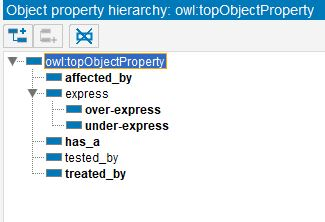 Object property hierarchy: owl:topObjectProperty
owl:topObjectProperty
affected_by
express
over-express
under-express
has_a
tested_by
treated_by